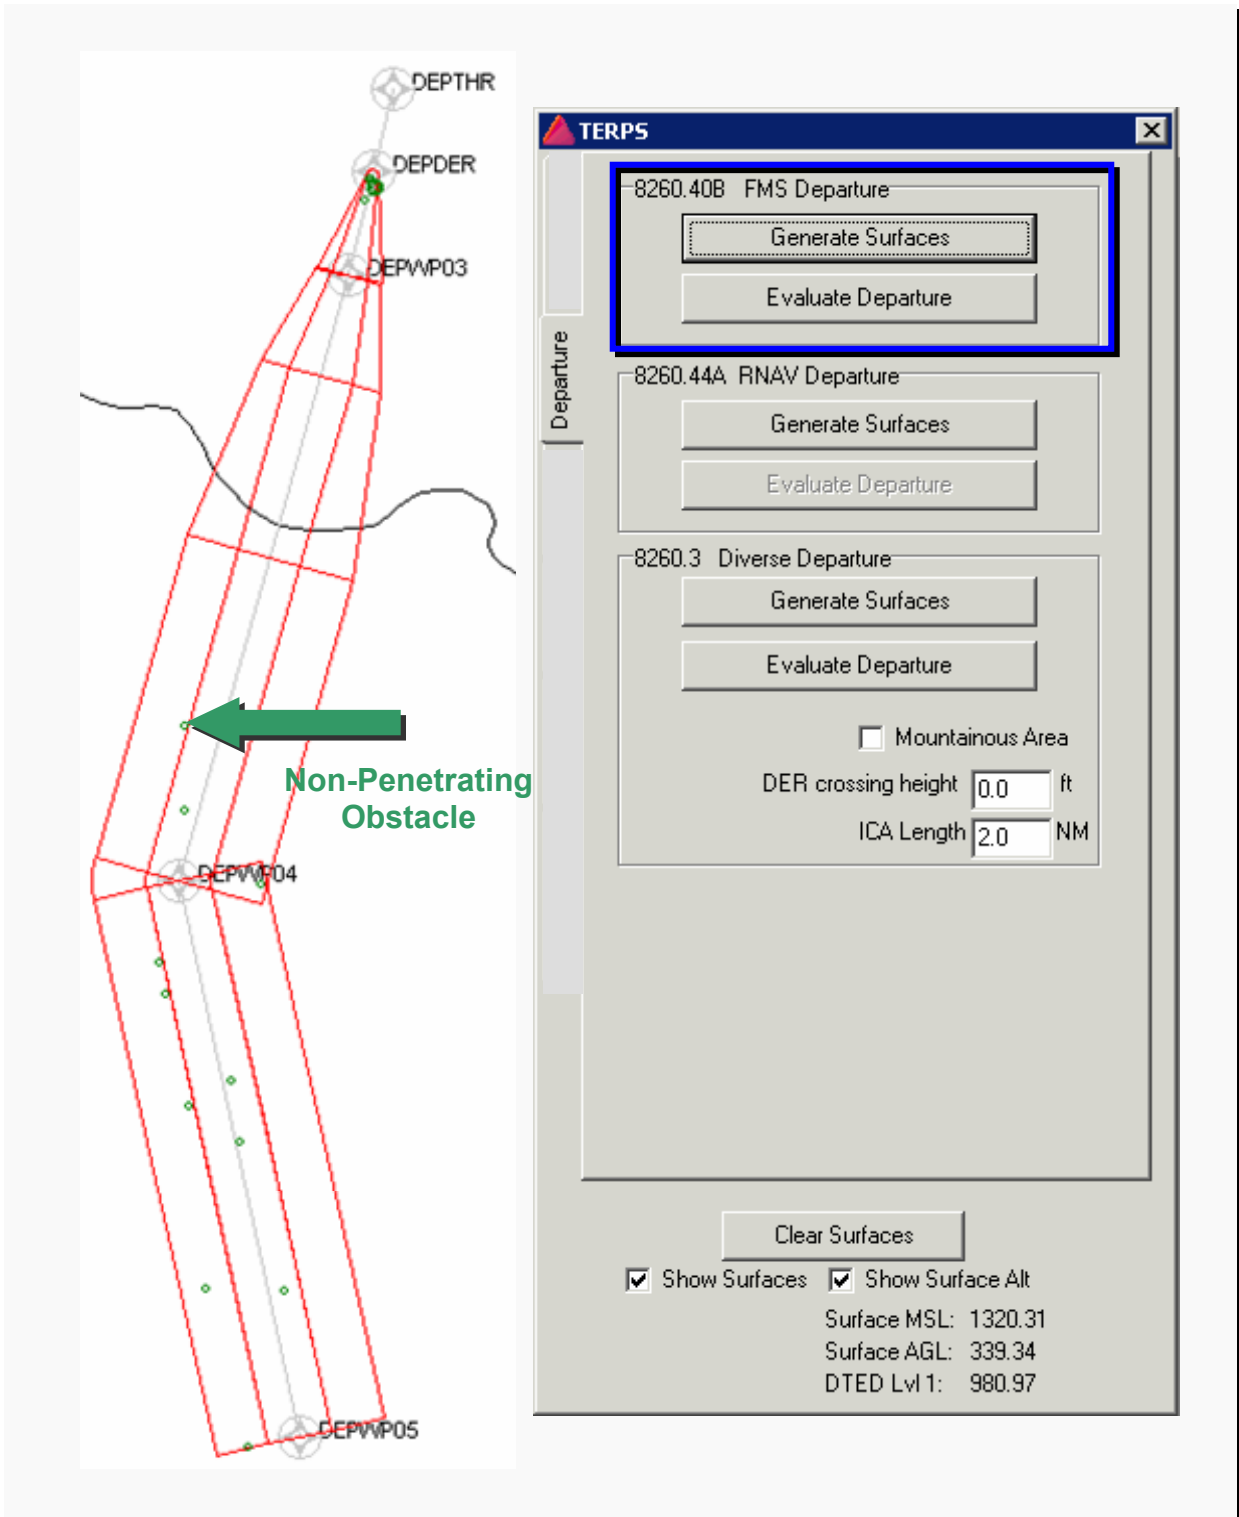 DEPTHR
DEPDER
DEPWP03
Non-Penetrating
Obstacle
DEPWP04
DEPWP05
TERPS
Departure
8260.40B FMS Departure
Generate Surfaces
Evaluate Departure
8260.44A RNAV Departure
Generate Surfaces
Evaluate Departure
8260.3 Diverse Departure
Generate Surfaces
Evaluate Departure
Mountainous Area
DER crossing height 0.0 ft
ICA Length 2.0 NM
Clear Surfaces
Show Surfaces Show Surface Alt
Surface MSL: 1320.31
Surface AGL: 339.34
DTED Lvl 1: 980.97